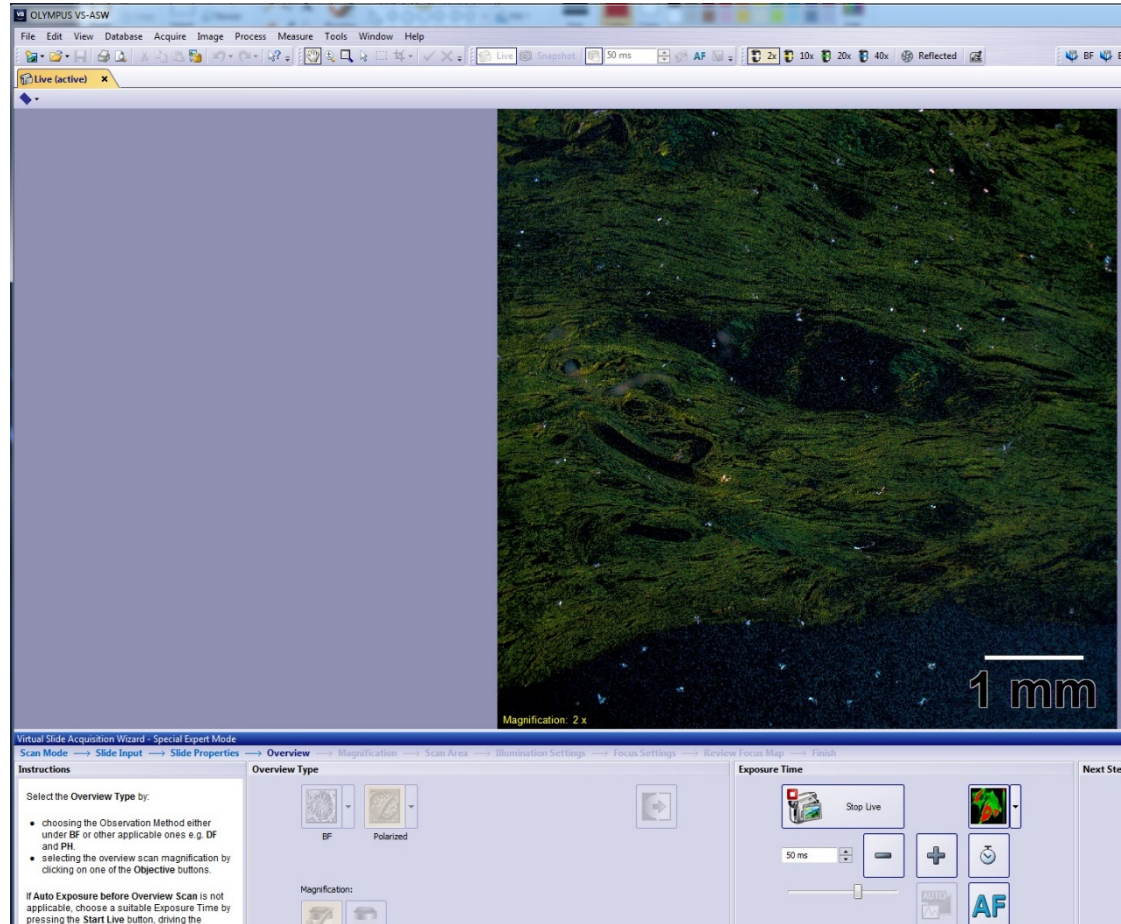 OLYMPUS VS-ASW
File Edit View Database Acquire Image Process Measure Tools Window Help
Live Snapshot 50 ms AF 2x 10x 20x 40x Reflected BF
Live (active)
1 mm
Magnification: 2 x
Virtual Slide Acquisition Wizard - Special Expert Mode
Scan Mode → Slide Input → Slide Properties → Overview → Magnification → Scan Area → Illumination Settings → Focus Settings → Review Focus Map → Finish
Instructions
Overview Type
Exposure Time
Next Ste
Select the Overview Type by:
• choosing the Observation Method either
under BF or other applicable ones e.g. DF
and PH.
• selecting the overview scan magnification by
clicking on one of the Objective buttons.
If Auto Exposure before Overview Scan is not
applicable, choose a suitable Exposure Time by
pressing the Start Live button, driving the
BF Polarized
Magnification:
Stop Live
50 ms
AUTO
AF